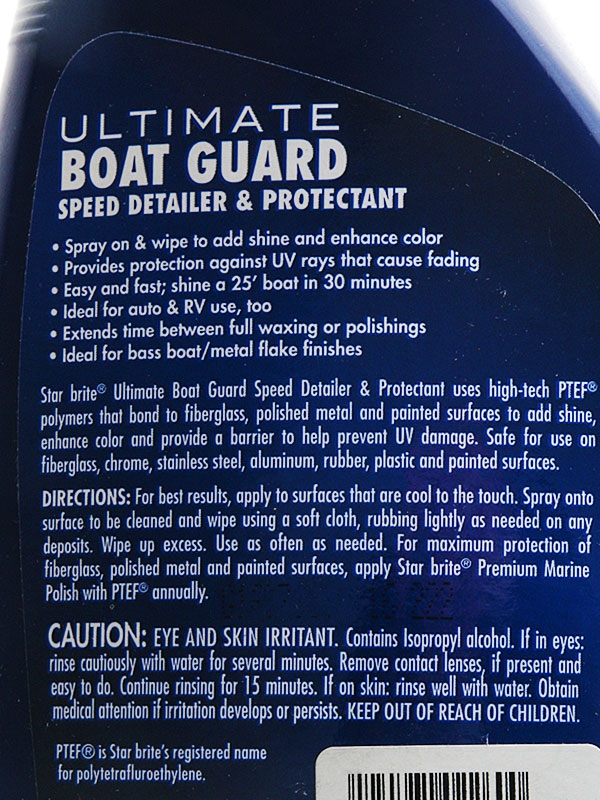 ULTIMATE
BOAT GUARD
SPEED DETAILER & PROTECTANT
• Spray on & wipe to add shine and enhance color
• Provides protection against UV rays that cause fading
• Easy and fast; shine a 25' boat in 30 minutes
• Ideal for auto & RV use, too
• Extends time between full waxing or polishings
• Ideal for bass boat/metal flake finishes
Star brite® Ultimate Boat Guard Speed Detailer & Protectant uses high-tech PTEF®
polymers that bond to fiberglass, polished metal and painted surfaces to add shine,
enhance color and provide a barrier to help prevent UV damage. Safe for use on
fiberglass, chrome, stainless steel, aluminum, rubber, plastic and painted surfaces.
DIRECTIONS: For best results, apply to surfaces that are cool to the touch. Spray onto
surface to be cleaned and wipe using a soft cloth, rubbing lightly as needed on any
deposits. Wipe up excess. Use as often as needed. For maximum protection of
fiberglass, polished metal and painted surfaces, apply Star brite® Premium Marine
Polish with PTEF® annually.
CAUTION: EYE AND SKIN IRRITANT. Contains Isopropyl alcohol. If in eyes:
rinse cautiously with water for several minutes. Remove contact lenses, if present and
easy to do. Continue rinsing for 15 minutes. If on skin: rinse well with water. Obtain
medical attention if irritation develops or persists. KEEP OUT OF REACH OF CHILDREN.
PTEF® is Star brite's registered name
for polytetrafluroethylene.